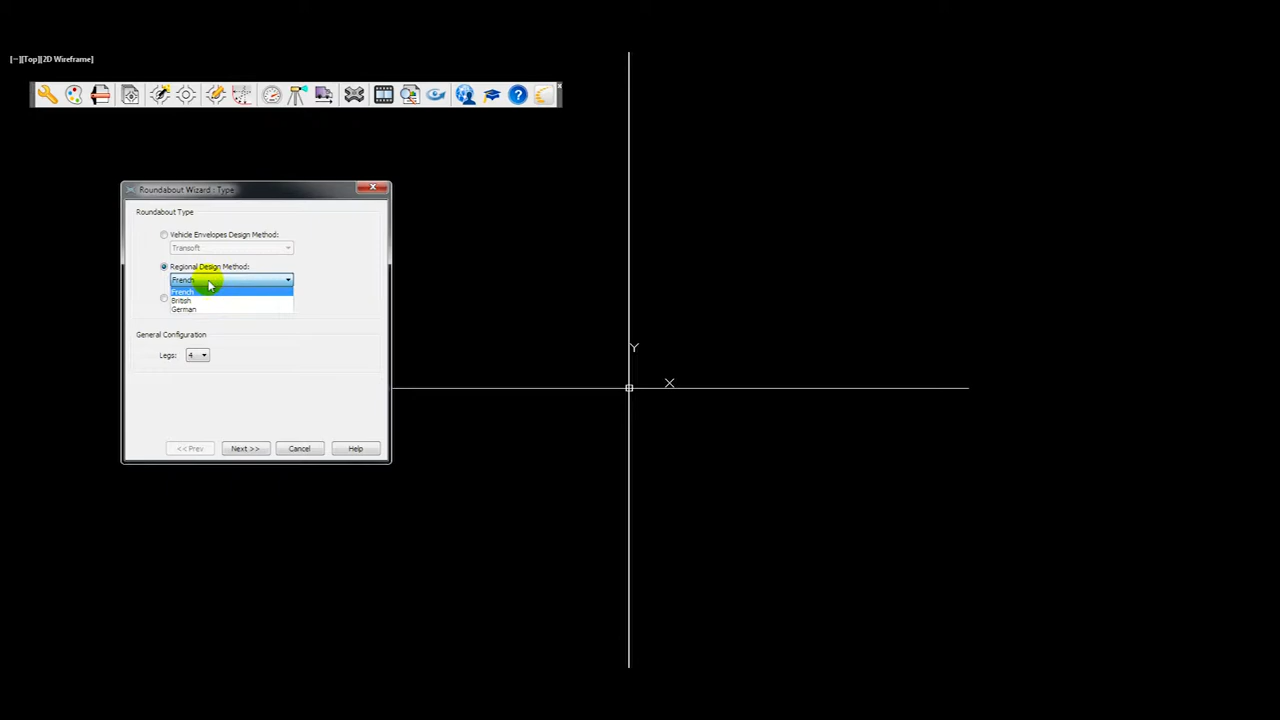 [−][Top][2D Wireframe]
Roundabout Wizard : Type
Roundabout Type
Vehicle Envelopes Design Method:
Transoft
Regional Design Method:
French
French
British
German
General Configuration
Legs: 4
<< Prev Next >> Cancel Help
Y
X